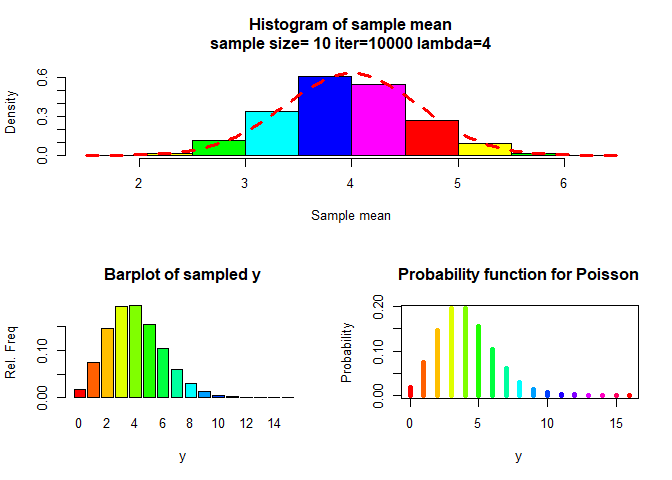 Histogram of sample mean
sample size= 10 iter=10000 lambda=4
Density
0.0 0.3 0.6
2 3 4 5 6
Sample mean
Barplot of sampled y
Rel. Freq
0.00 0.10
0 2 4 6 8 10 12 14
y
Probability function for Poisson
Probability
0.00 0.10 0.20
0 5 10 15
y